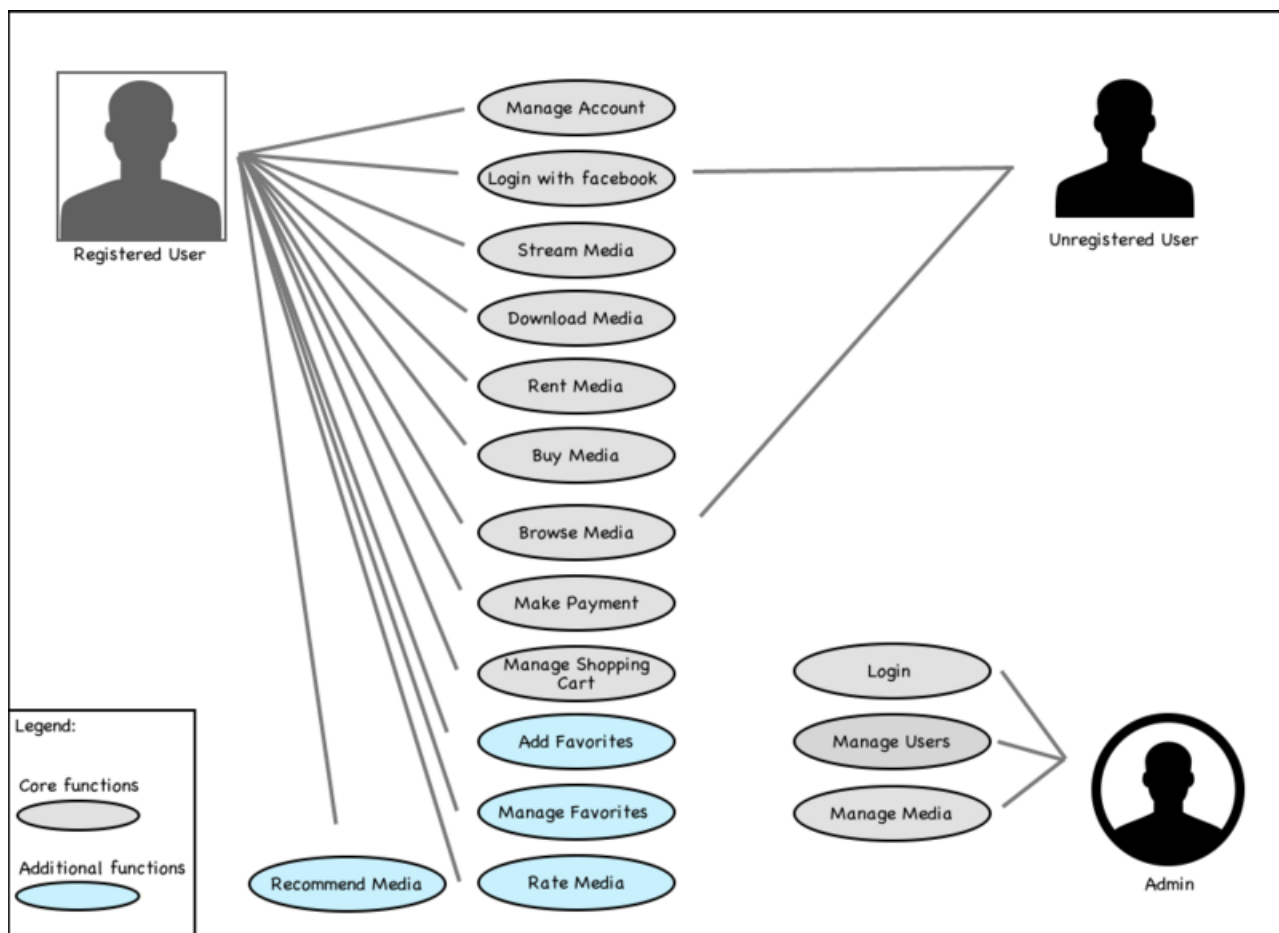 Manage Account
Login with facebook
Stream Media
Download Media
Rent Media
Buy Media
Browse Media
Make Payment
Manage Shopping
Cart
Add Favorites
Manage Favorites
Rate Media
Recommend Media
Registered User
Unregistered User
Login
Manage Users
Manage Media
Admin
Legend:
Core functions
Additional functions